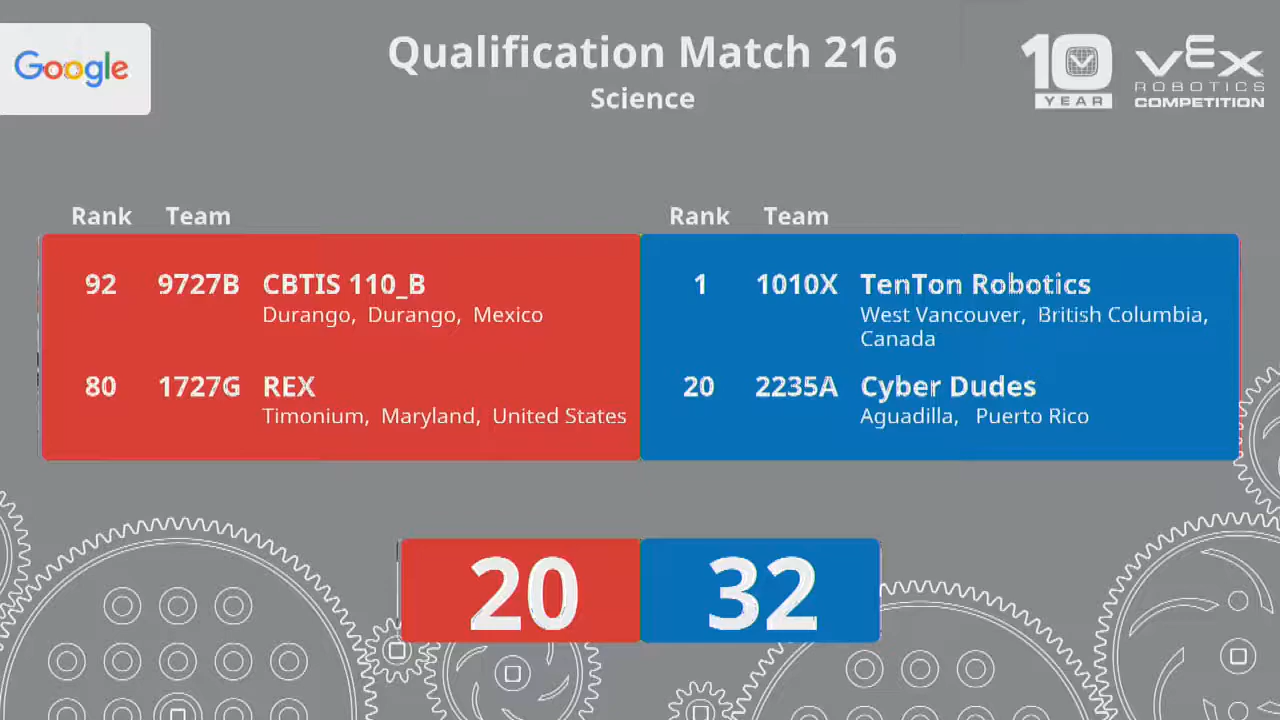 Google
Qualification Match 216
Science
10
YEAR
VEX
ROBOTICS
COMPETITION
Rank Team
92 9727B CBTIS 110_B
Durango, Durango, Mexico
80 1727G REX
Timonium, Maryland, United States
Rank Team
1 1010X TenTon Robotics
West Vancouver, British Columbia,
Canada
20 2235A Cyber Dudes
Aguadilla, Puerto Rico
20 32